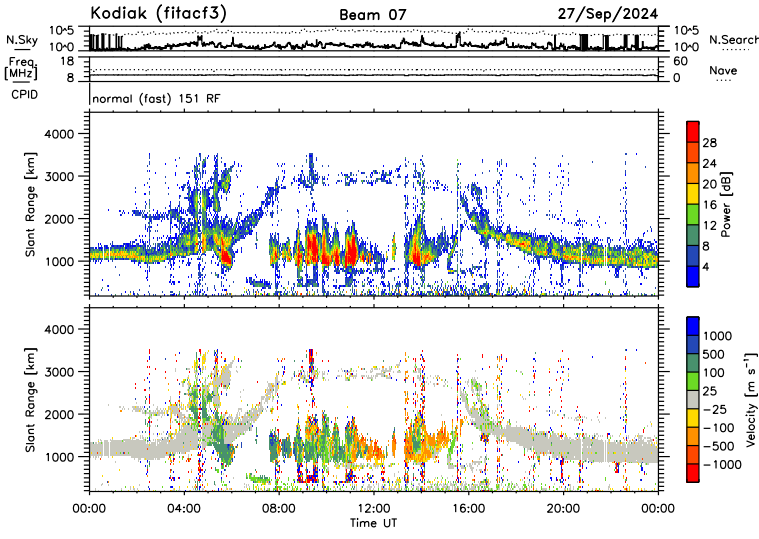 Kodiak (fitacf3) Beam 07 27/Sep/2024
N.Sky 10^5 10^0 10^5 10^0 N.Search
Freq. [MHz] 18 8 60 0 Nave
CPID normal (fast) 151 RF
Slant Range [km] 4000 3000 2000 1000
Power [dB] 28 24 20 16 12 8 4
Slant Range [km] 4000 3000 2000 1000
Velocity [m s⁻¹] 1000 500 100 25 −25 −100 −500 −1000
00:00 04:00 08:00 12:00 16:00 20:00 00:00
Time UT